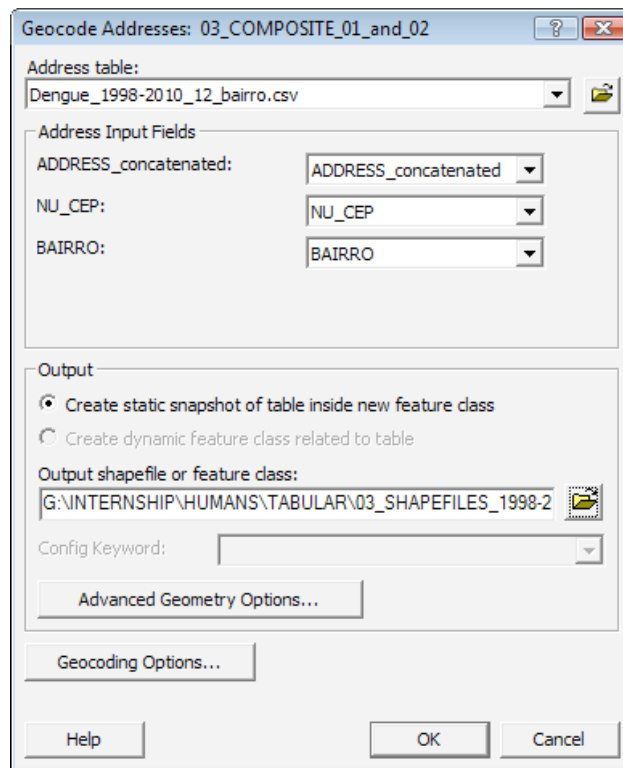 Geocode Addresses: 03_COMPOSITE_01_and_02
Address table:
Dengue_1998-2010_12_bairro.csv
Address Input Fields
ADDRESS_concatenated: ADDRESS_concatenated
NU_CEP: NU_CEP
BAIRRO: BAIRRO
Output
Create static snapshot of table inside new feature class
Create dynamic feature class related to table
Output shapefile or feature class:
G:\INTERNSHIP\HUMANS\TABULAR\03_SHAPEFILES_1998-2
Config Keyword:
Advanced Geometry Options...
Geocoding Options...
Help OK Cancel